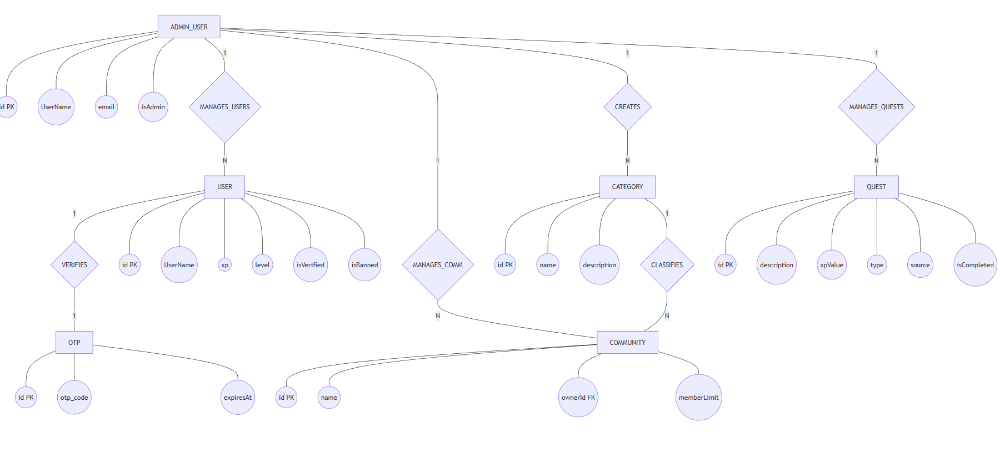 ADMIN_USER
1
1
1
id PK
UserName
email
isAdmin
MANAGES_USERS
CREATES
MANAGES_QUESTS
N
1
N
N
USER
CATEGORY
QUEST
1
1
VERIFIES
id PK
UserName
xp
level
isVerified
isBanned
MANAGES_COMM
id PK
name
description
CLASSIFIES
id PK
description
xpValue
type
source
isCompleted
1
N
N
OTP
COMMUNITY
id PK
otp_code
expiresAt
id PK
name
ownerId FK
memberLimit